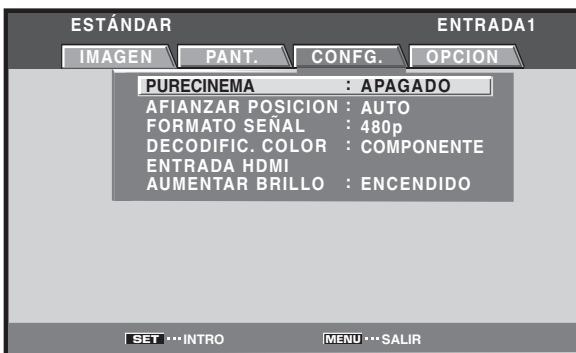 ESTÁNDAR ENTRADA1
IMAGEN PANT. CONFG. OPCION
PURECINEMA : APAGADO
AFIANZAR POSICION : AUTO
FORMATO SEÑAL : 480p
DECODIFIC. COLOR : COMPONENTE
ENTRADA HDMI
AUMENTAR BRILLO : ENCENDIDO
SET ••• INTRO MENU ••• SALIR